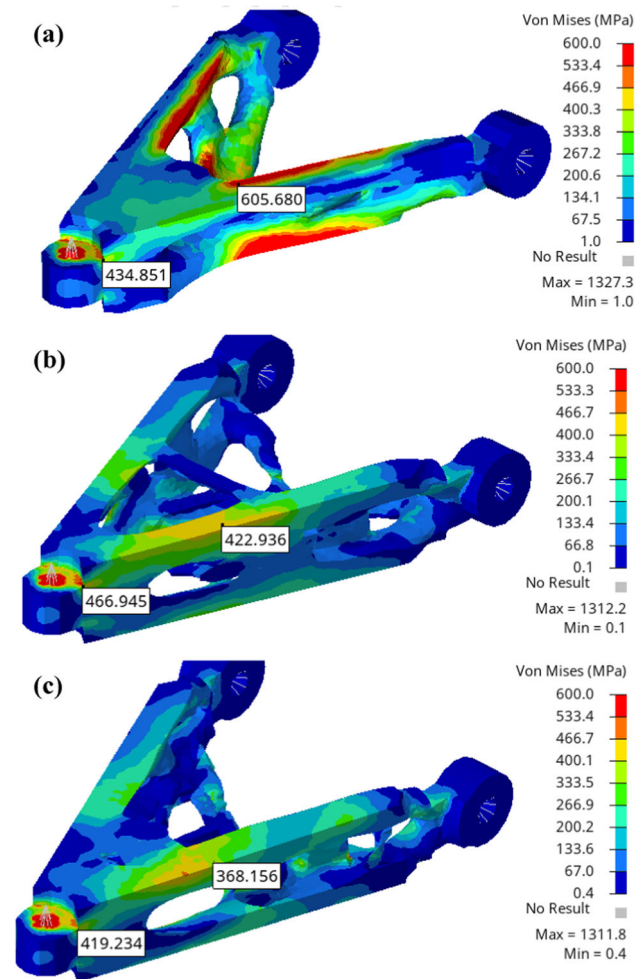 (a)
Von Mises (MPa)
600.0
533.4
466.9
400.3
333.8
267.2
200.6
134.1
67.5
1.0
No Result
Max = 1327.3
Min = 1.0
605.680
434.851
(b)
Von Mises (MPa)
600.0
533.3
466.7
400.0
333.4
266.7
200.1
133.4
66.8
0.1
No Result
Max = 1312.2
Min = 0.1
422.936
466.945
(c)
Von Mises (MPa)
600.0
533.4
466.7
400.1
333.5
266.9
200.2
133.6
67.0
0.4
No Result
Max = 1311.8
Min = 0.4
368.156
419.234